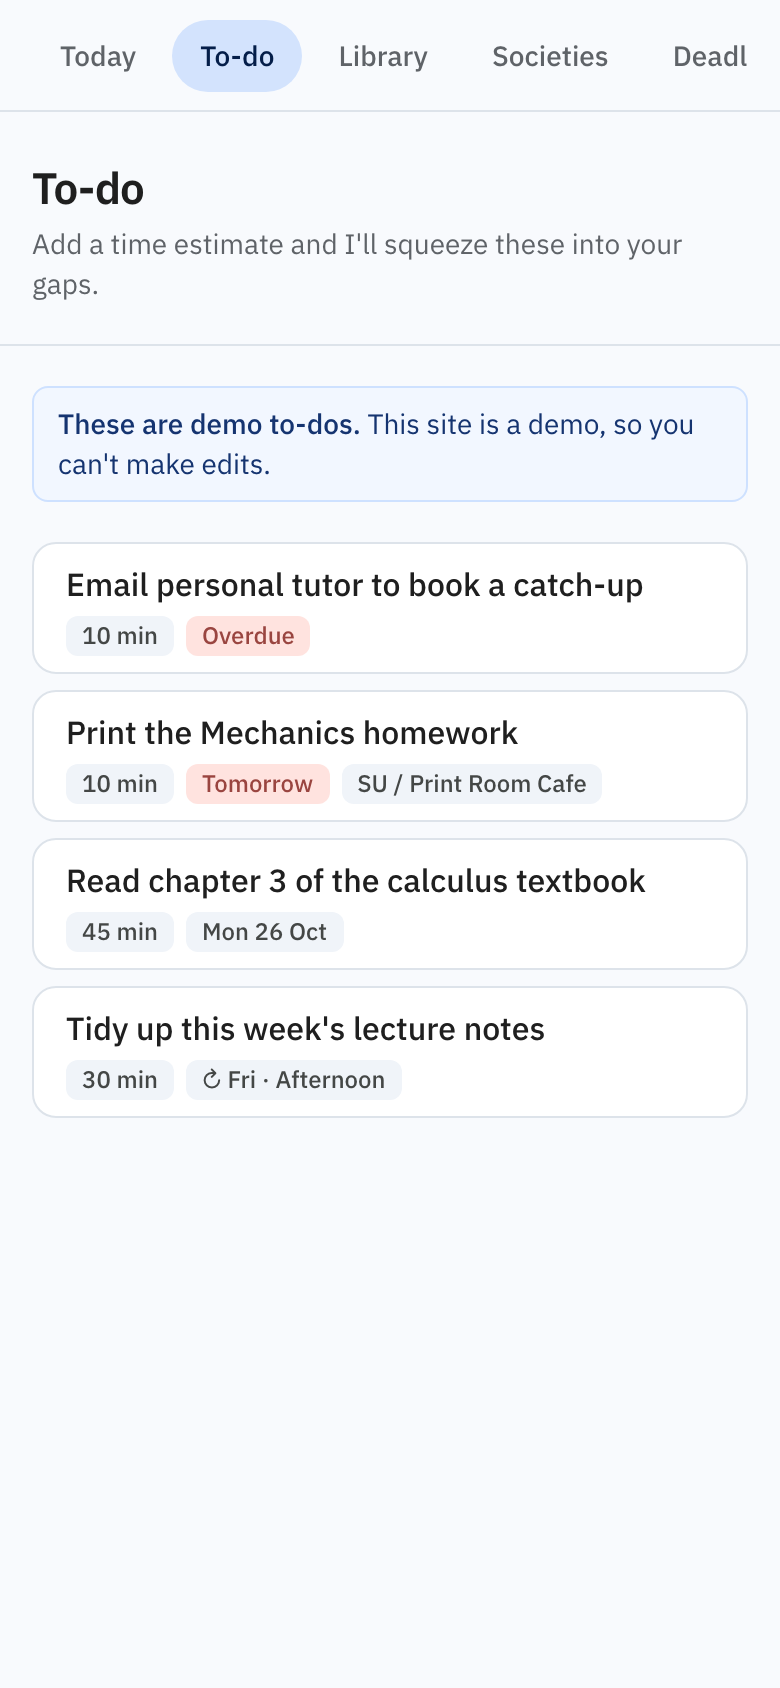 Today To-do Library Societies Deadl
To-do
Add a time estimate and I'll squeeze these into your
gaps.
These are demo to-dos. This site is a demo, so you
can't make edits.
Email personal tutor to book a catch-up
10 min Overdue
Print the Mechanics homework
10 min Tomorrow SU / Print Room Cafe
Read chapter 3 of the calculus textbook
45 min Mon 26 Oct
Tidy up this week's lecture notes
30 min ↻ Fri · Afternoon